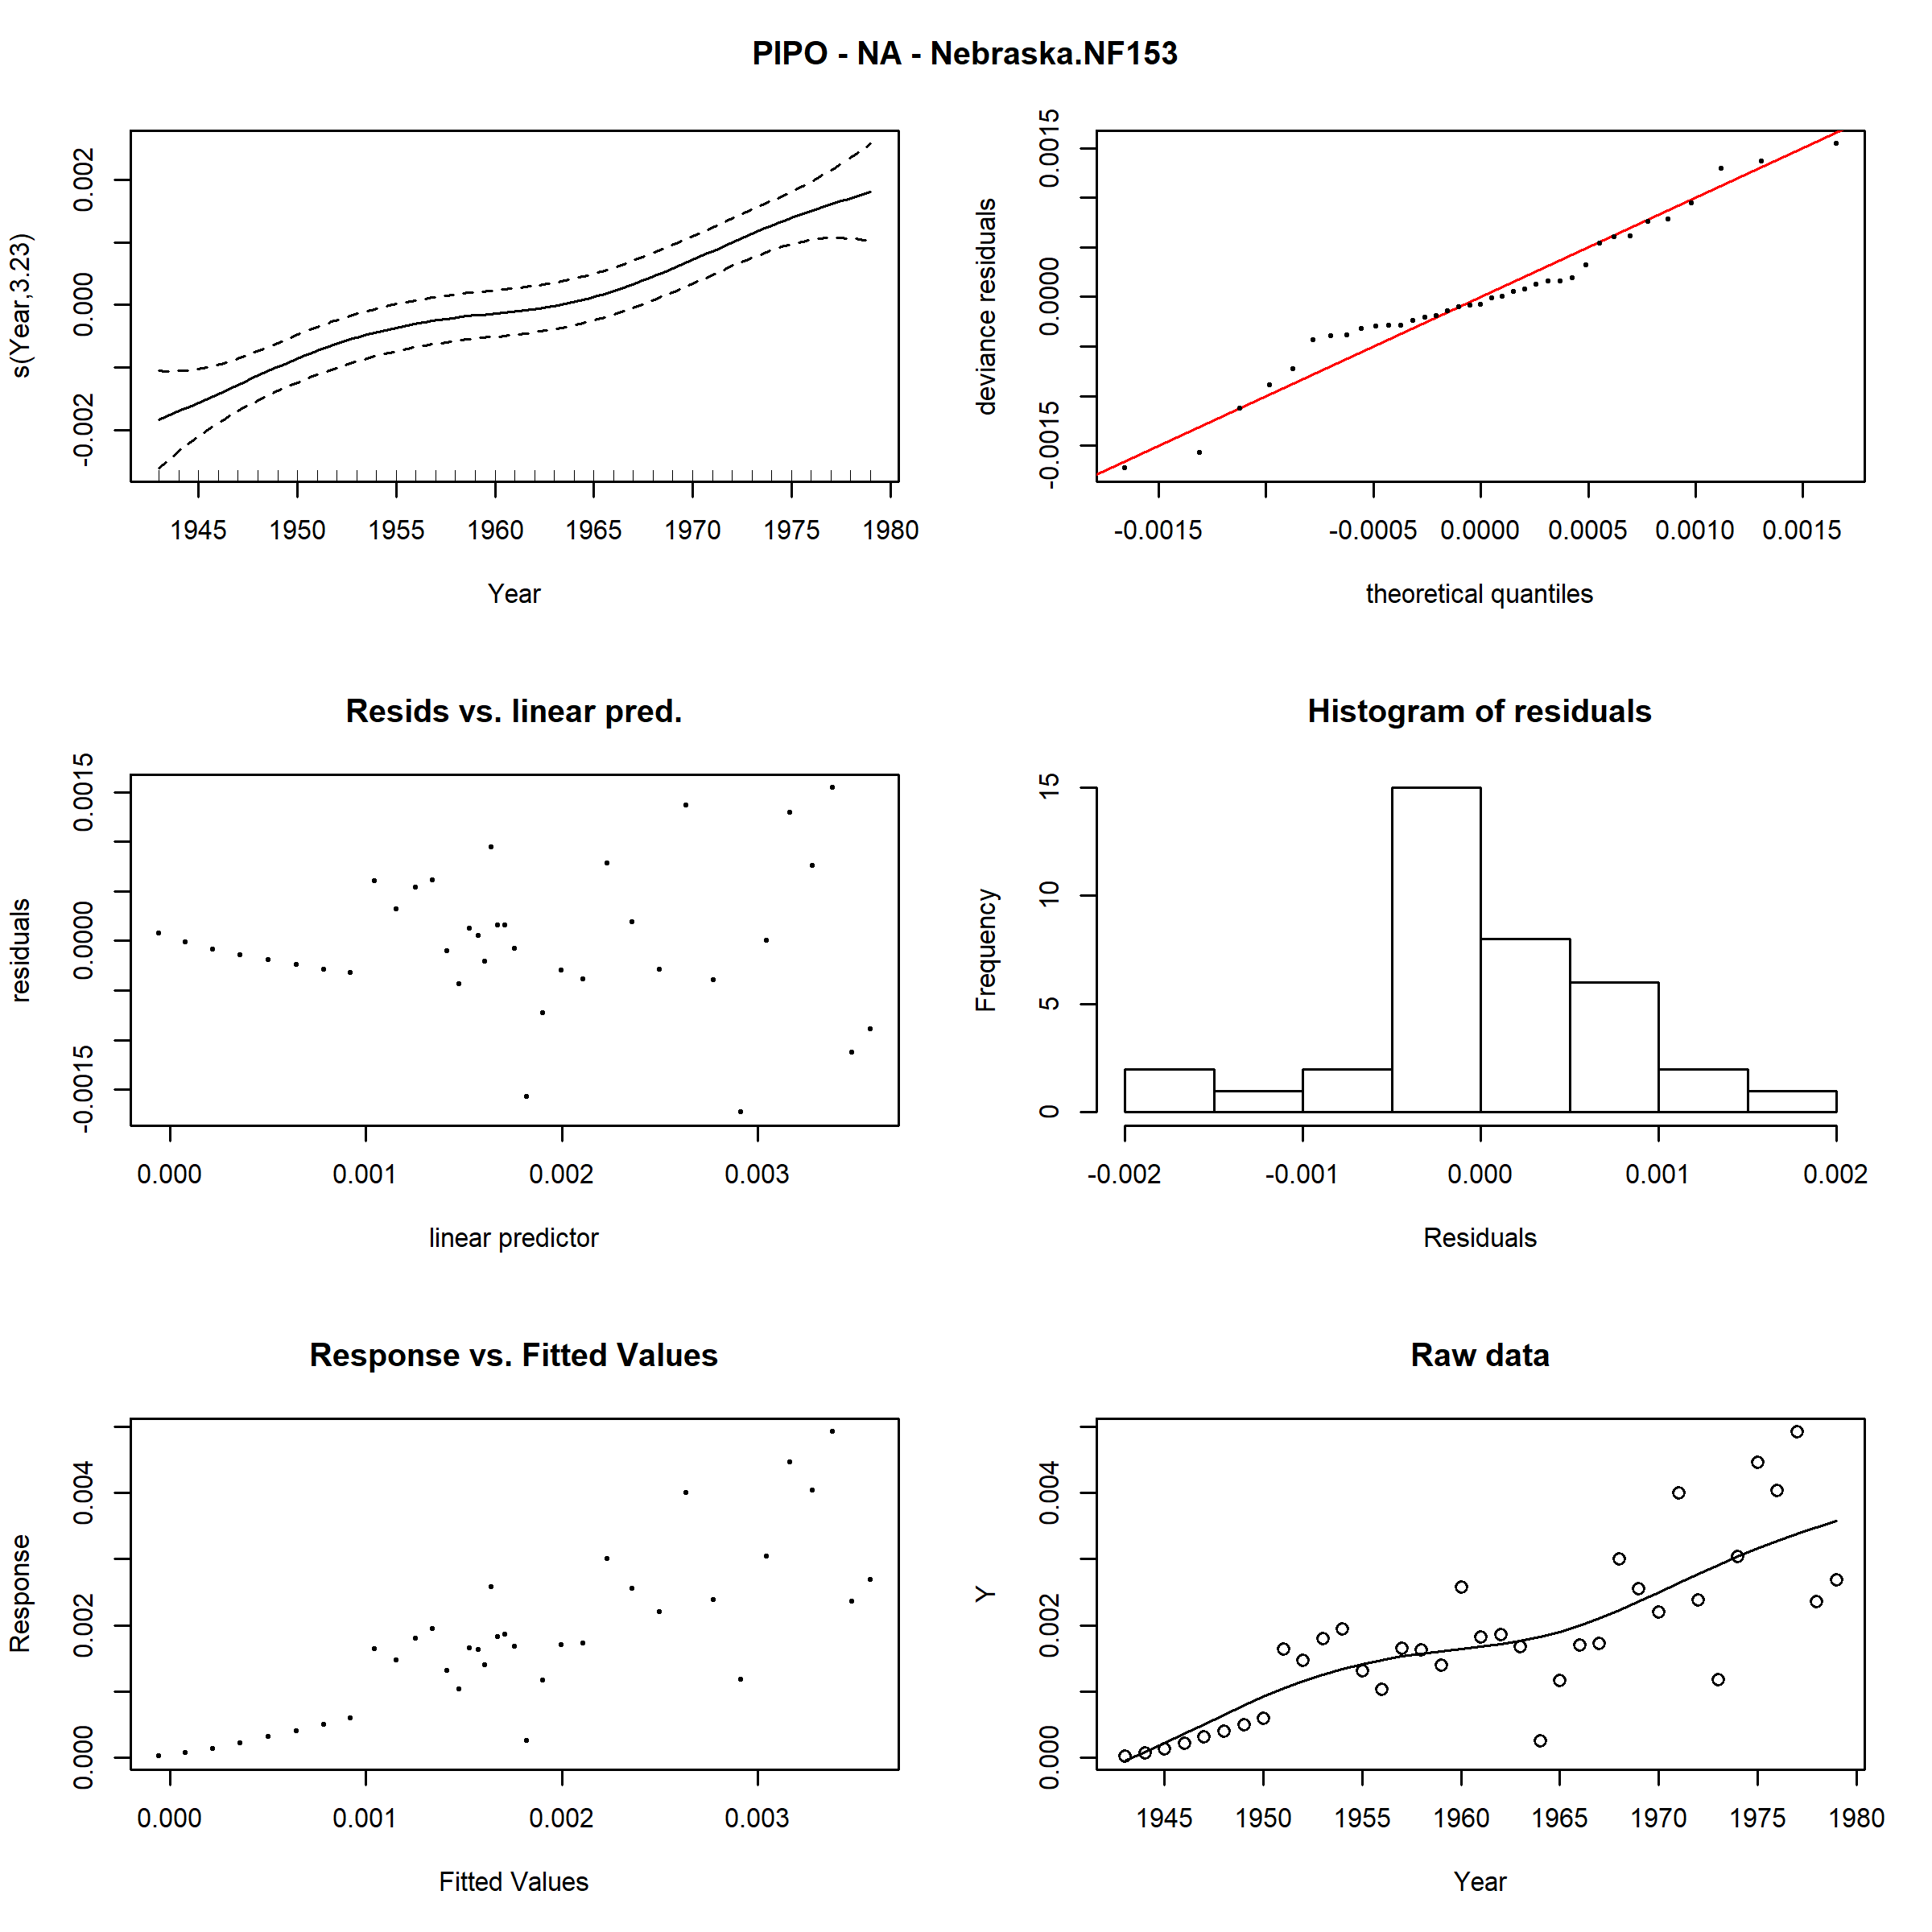 PIPO - NA - Nebraska.NF153
s(Year,3.23)
-0.002 0.000 0.002
1945 1950 1955 1960 1965 1970 1975 1980
Year
deviance residuals
-0.0015 0.0000 0.0015
-0.0015 -0.0005 0.0000 0.0005 0.0010 0.0015
theoretical quantiles
Resids vs. linear pred.
residuals
-0.0015 0.0000 0.0015
0.000 0.001 0.002 0.003
linear predictor
Histogram of residuals
Frequency
0 5 10 15
-0.002 -0.001 0.000 0.001 0.002
Residuals
Response vs. Fitted Values
Response
0.000 0.002 0.004
0.000 0.001 0.002 0.003
Fitted Values
Raw data
Y
0.000 0.002 0.004
1945 1950 1955 1960 1965 1970 1975 1980
Year